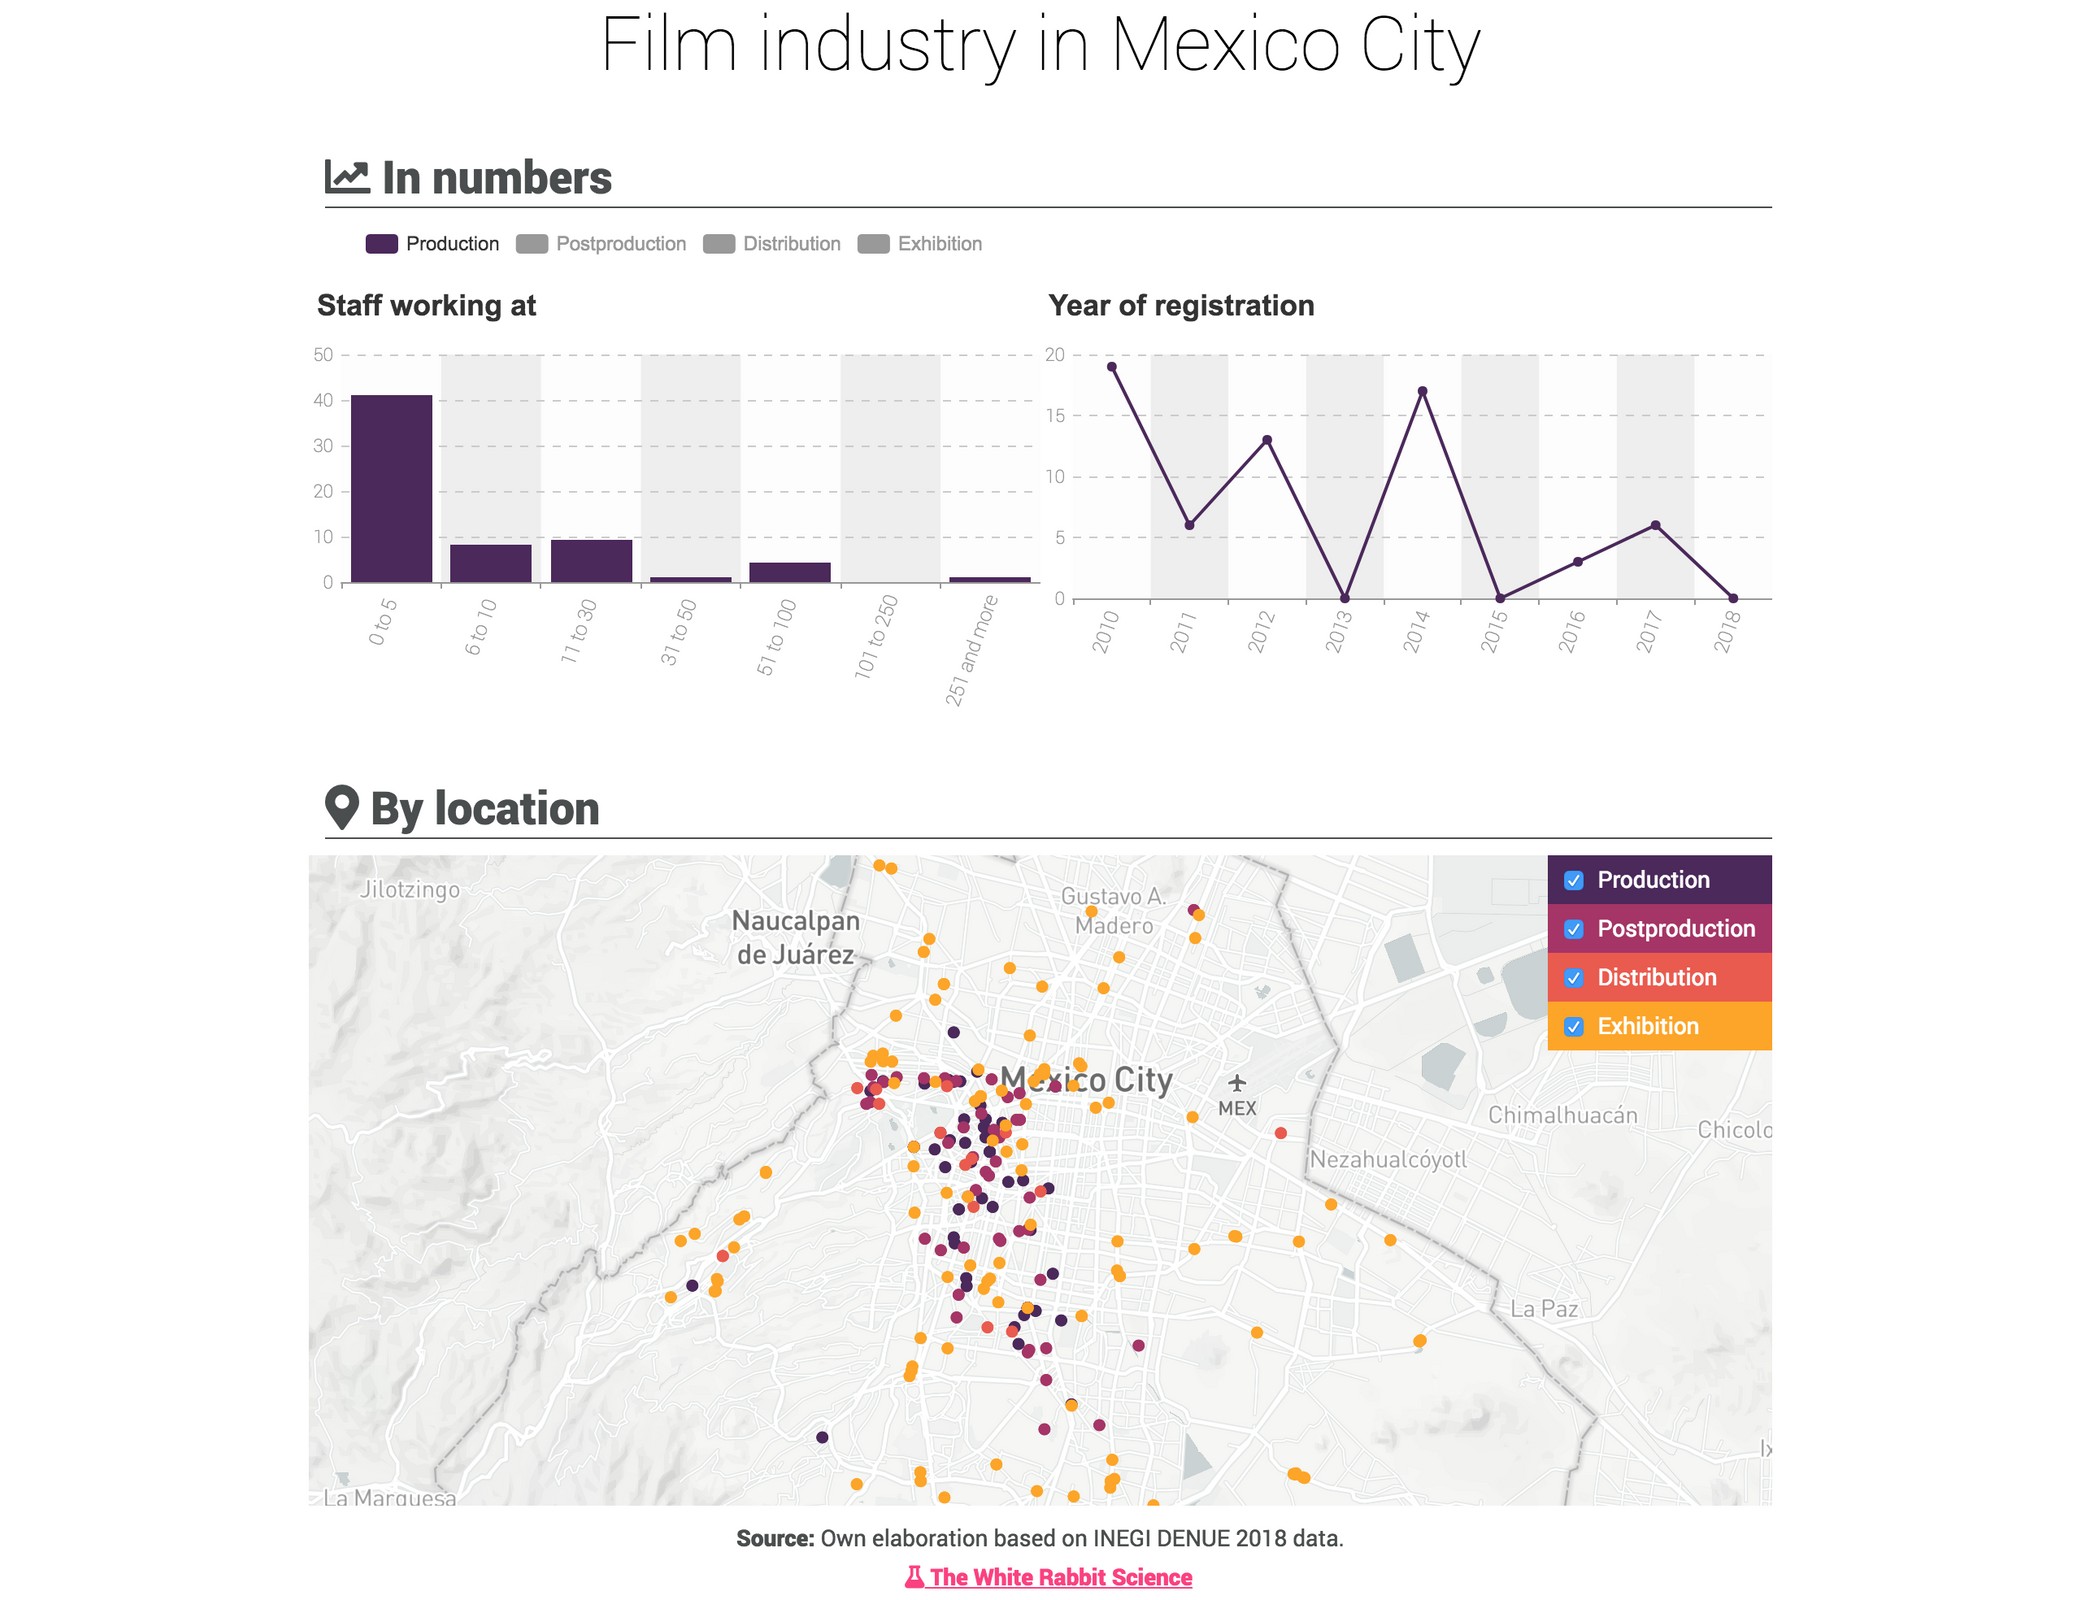 Film industry in Mexico City
In numbers
Production Postproduction Distribution Exhibition
Staff working at
50
40
30
20
10
0
0 to 5
6 to 10
11 to 30
31 to 50
51 to 100
101 to 250
251 and more
Year of registration
20
15
10
5
0
2010
2011
2012
2013
2014
2015
2016
2017
2018
By location
Jilotzingo
Naucalpan
de Juárez
Gustavo A.
Madero
Production
Postproduction
Distribution
Exhibition
Mexico City
MEX
Chimalhuacán
Chicolo
Nezahualcóyotl
La Paz
Ix
La Marquesa
Source: Own elaboration based on INEGI DENUE 2018 data.
The White Rabbit Science